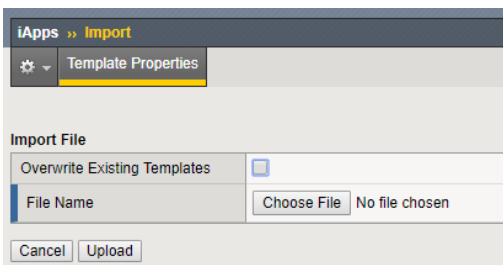 iApps » Import
Template Properties
Import File
Overwrite Existing Templates
File Name Choose File No file chosen
Cancel Upload